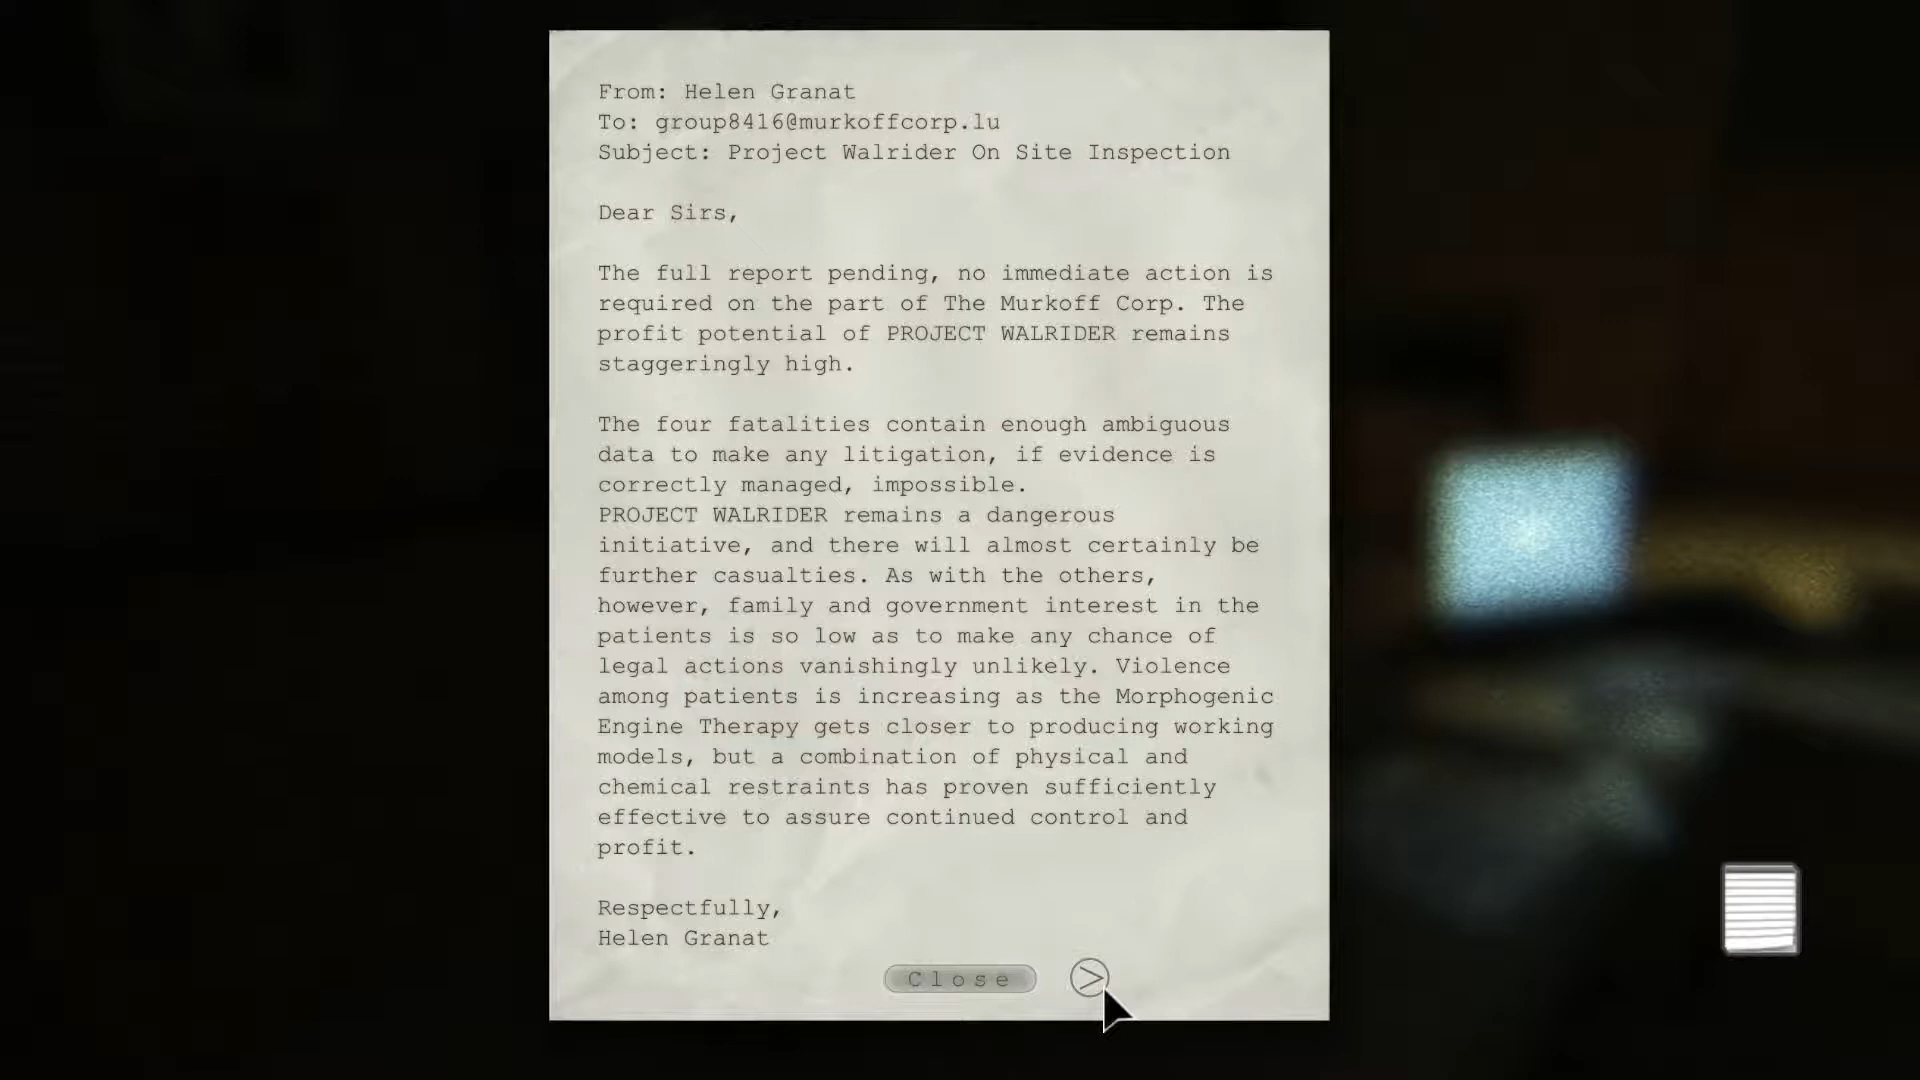 From: Helen Granat
To: group8416@murkoffcorp.lu
Subject: Project Walrider On Site Inspection
Dear Sirs,
The full report pending, no immediate action is
required on the part of The Murkoff Corp. The
profit potential of PROJECT WALRIDER remains
staggeringly high.
The four fatalities contain enough ambiguous
data to make any litigation, if evidence is
correctly managed, impossible.
PROJECT WALRIDER remains a dangerous
initiative, and there will almost certainly be
further casualties. As with the others,
however, family and government interest in the
patients is so low as to make any chance of
legal actions vanishingly unlikely. Violence
among patients is increasing as the Morphogenic
Engine Therapy gets closer to producing working
models, but a combination of physical and
chemical restraints has proven sufficiently
effective to assure continued control and
profit.
Respectfully,
Helen Granat
Close >